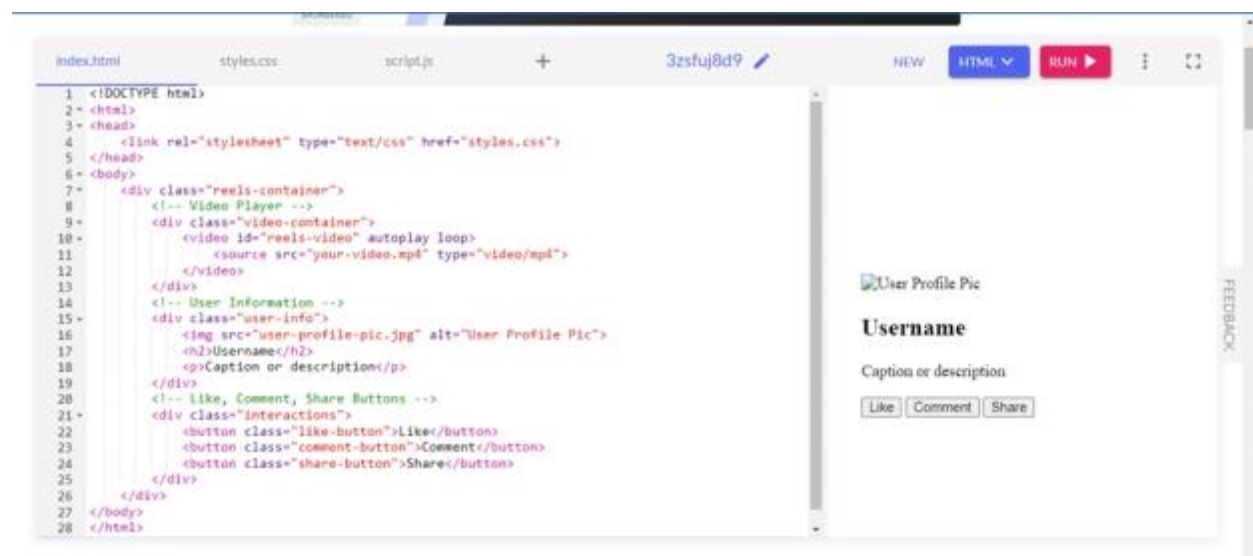 index.html styles.css script.js + 3zsfuj8d9 NEW HTML RUN
1 <!DOCTYPE html>
2 <html>
3 <head>
4 <link rel="stylesheet" type="text/css" href="styles.css">
5 </head>
6 <body>
7 <div class="reels-container">
8 <!-- Video Player -->
9 <div class="video-container">
10 <video id="reels-video" autoplay loop>
11 <source src="your-video.mp4" type="video/mp4">
12 </video>
13 </div>
14 <!-- User Information -->
15 <div class="user-info">
16 <img src="user-profile-pic.jpg" alt="User Profile Pic">
17 <h2>Username</h2>
18 <p>Caption or description</p>
19 </div>
20 <!-- Like, Comment, Share Buttons -->
21 <div class="interactions">
22 <button class="like-button">Like</button>
23 <button class="comment-button">Comment</button>
24 <button class="share-button">Share</button>
25 </div>
26 </div>
27 </body>
28 </html>
User Profile Pic
Username
Caption or description
Like Comment Share
FEEDBACK